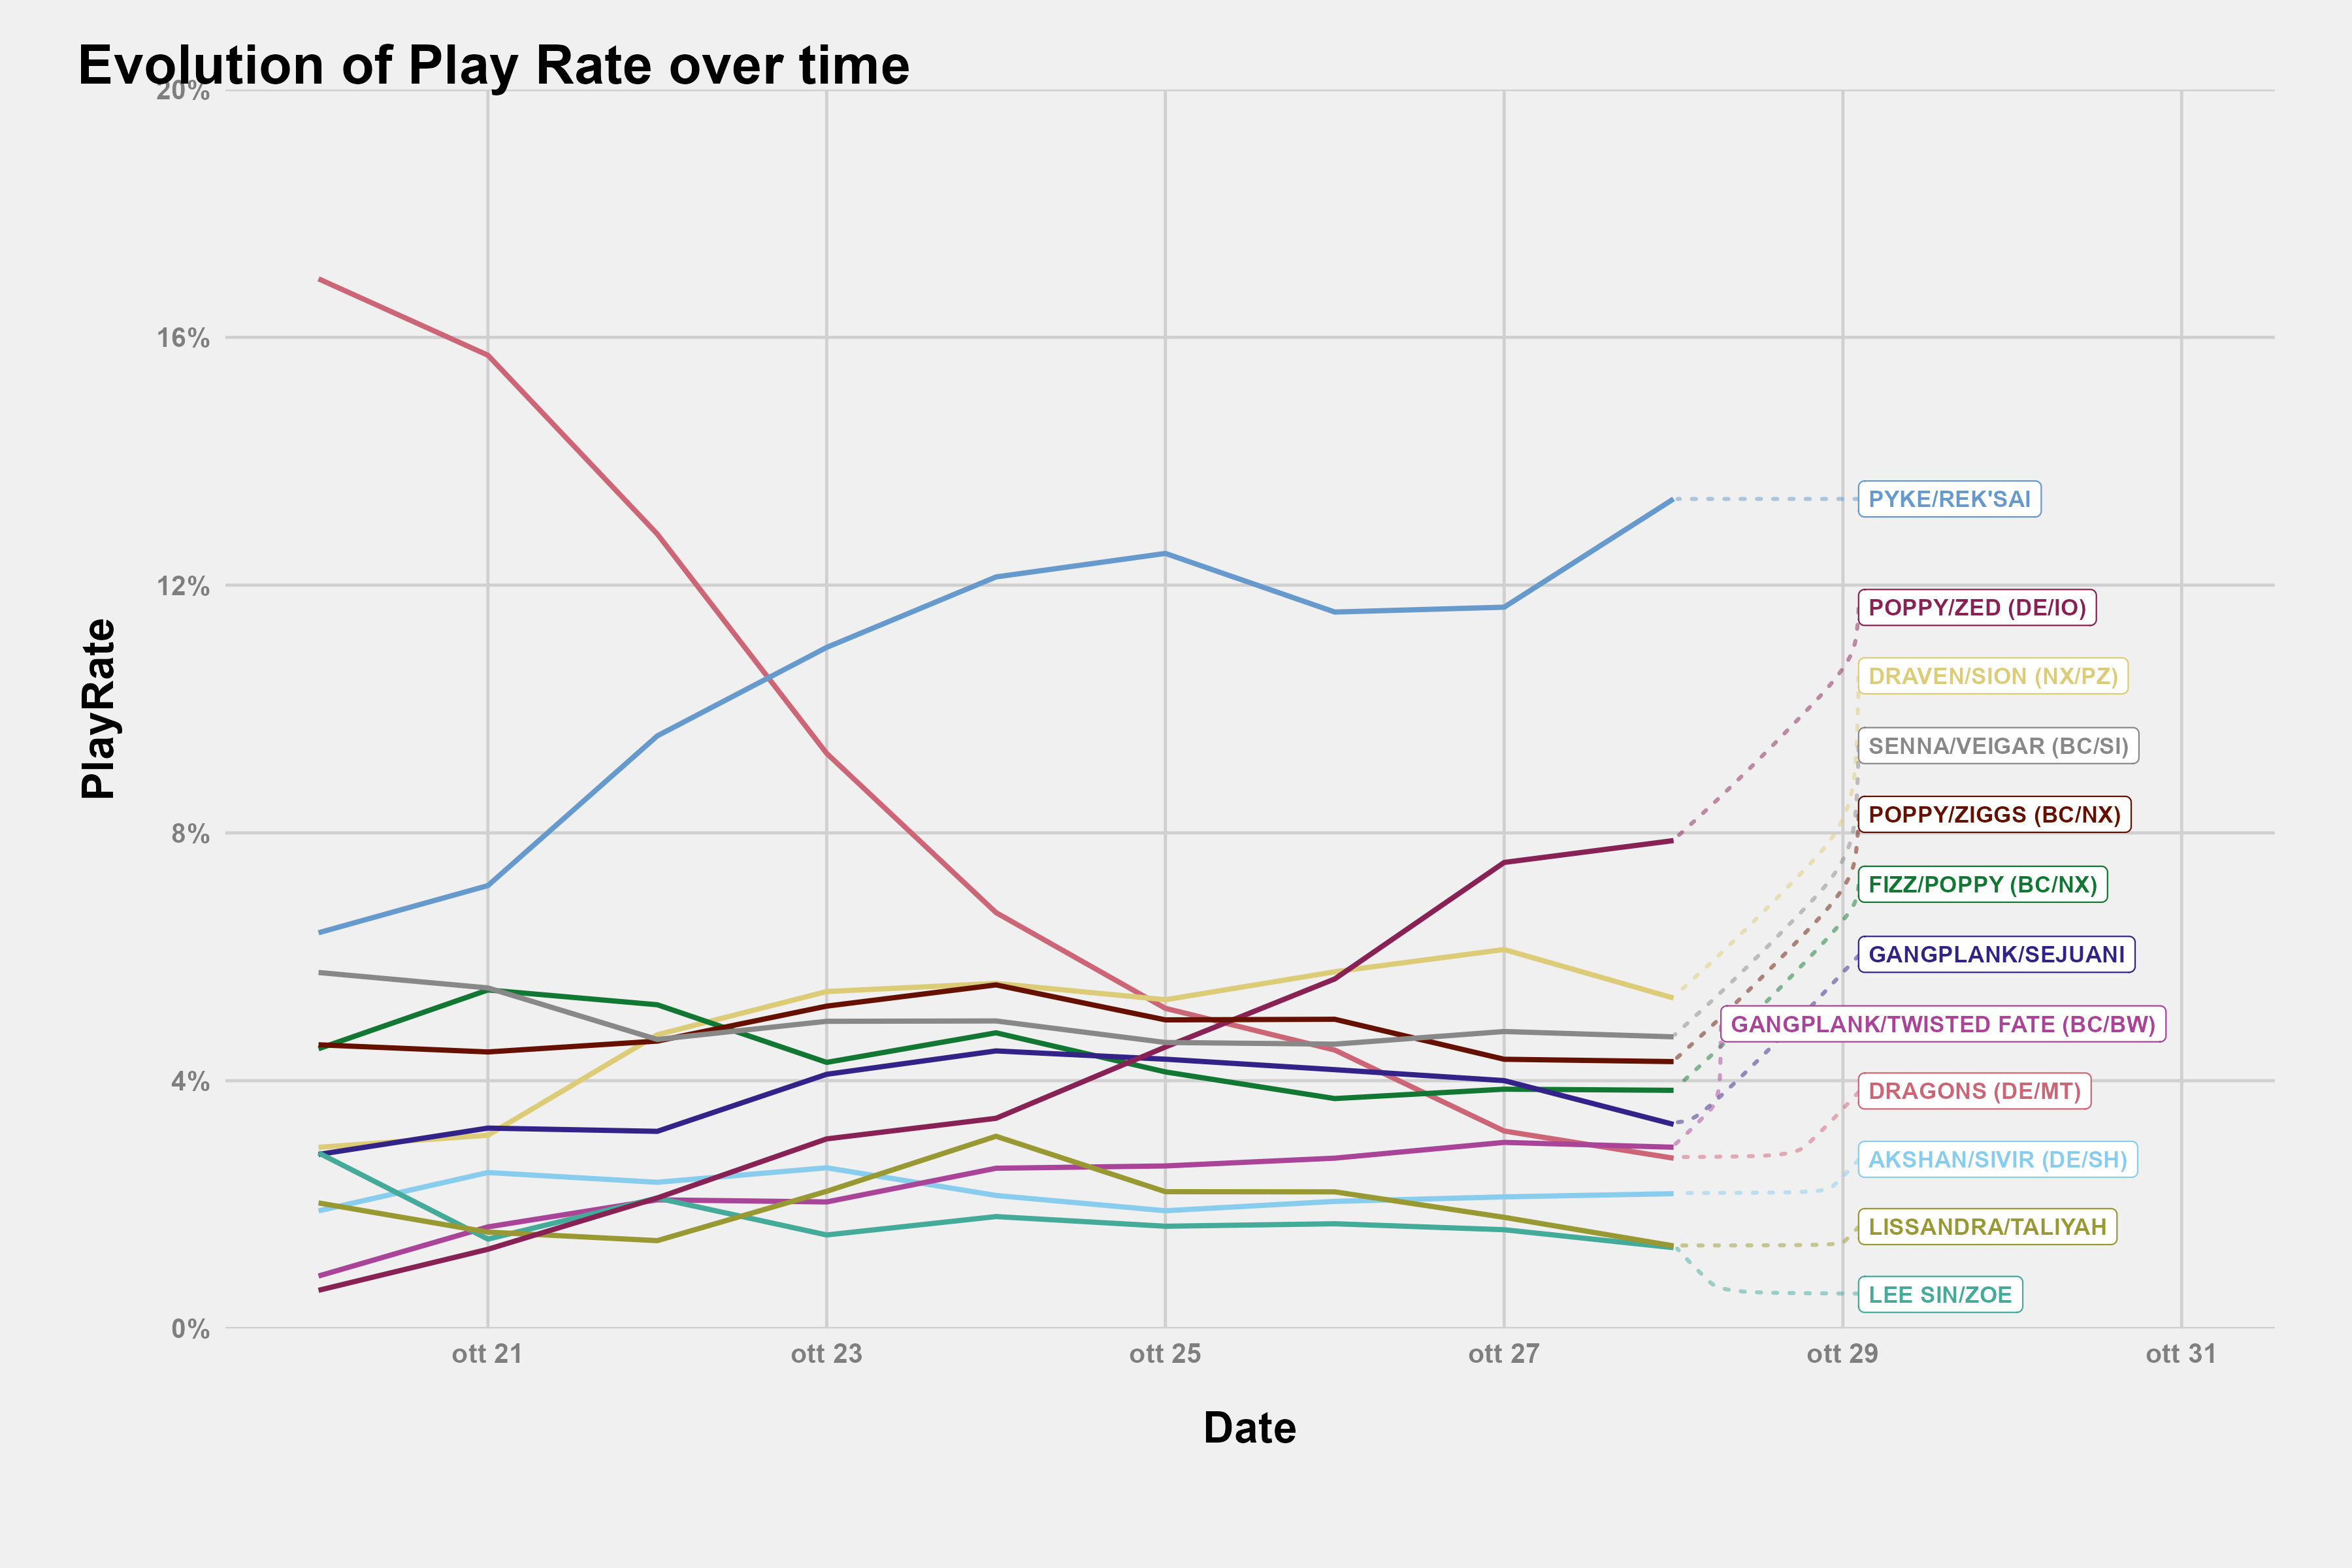 Evolution of Play Rate over time
20%
16%
12%
8%
4%
0%
PlayRate
PYKE/REK'SAI
POPPY/ZED (DE/IO)
DRAVEN/SION (NX/PZ)
SENNA/VEIGAR (BC/SI)
POPPY/ZIGGS (BC/NX)
FIZZ/POPPY (BC/NX)
GANGPLANK/SEJUANI
GANGPLANK/TWISTED FATE (BC/BW)
DRAGONS (DE/MT)
AKSHAN/SIVIR (DE/SH)
LISSANDRA/TALIYAH
LEE SIN/ZOE
ott 21
ott 23
ott 25
ott 27
ott 29
ott 31
Date